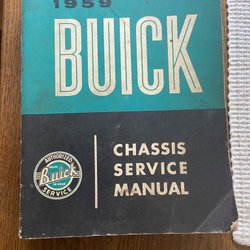 1959
BUICK
CHASSIS
SERVICE
MANUAL
AUTHORIZED
Buick
SERVICE